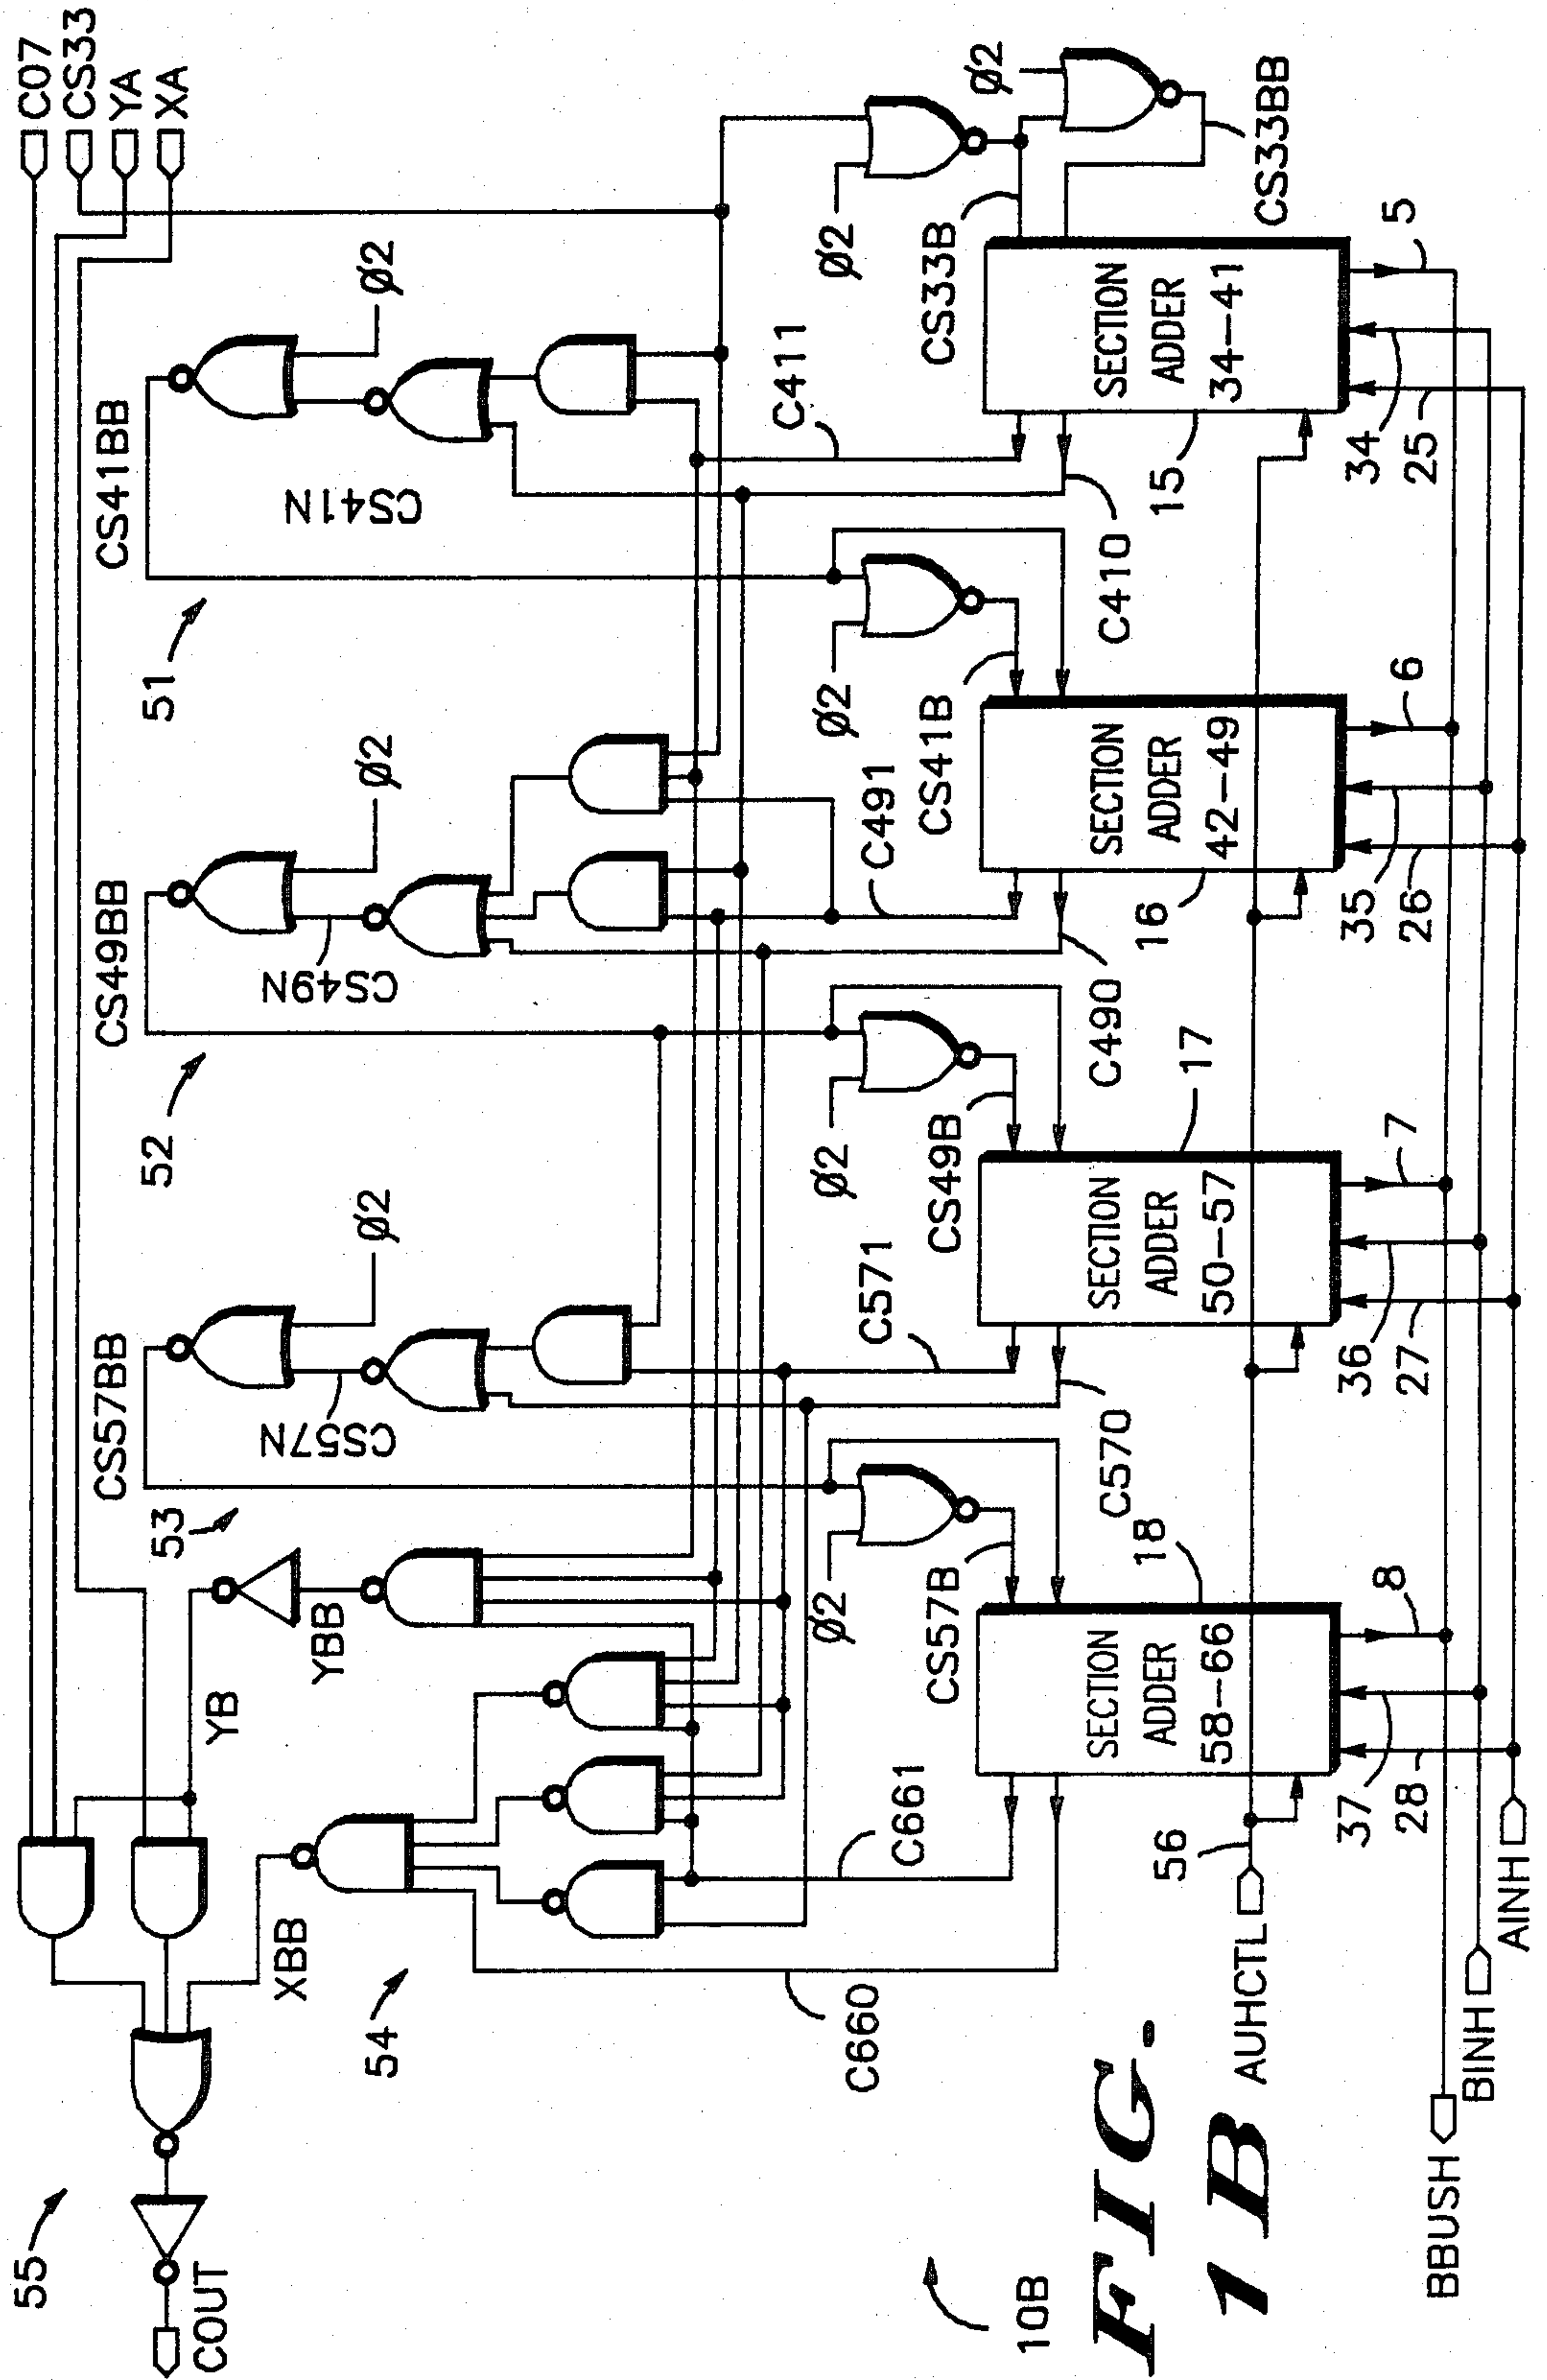 55
COUT
CO7
CS33
YA
XA
YB
YBB
XBB
54
53
CS57BB
CS57N
Ø2
52
CS49BB
CS49N
Ø2
51
CS41BB
CS41N
Ø2
C660
C661
Ø2
CS57B
C570
C571
Ø2
CS49B
C490
C491
Ø2
CS41B
C410
C411
Ø2
CS33B
Ø2
CS33BB
SECTION
ADDER
58-66
18
SECTION
ADDER
50-57
17
SECTION
ADDER
42-49
16
SECTION
ADDER
34-41
15
56
AUHCTL
28
37
8
27
36
7
26
35
6
25
34
5
BBUSH
BINH
AINH
10B
FIG.
1B